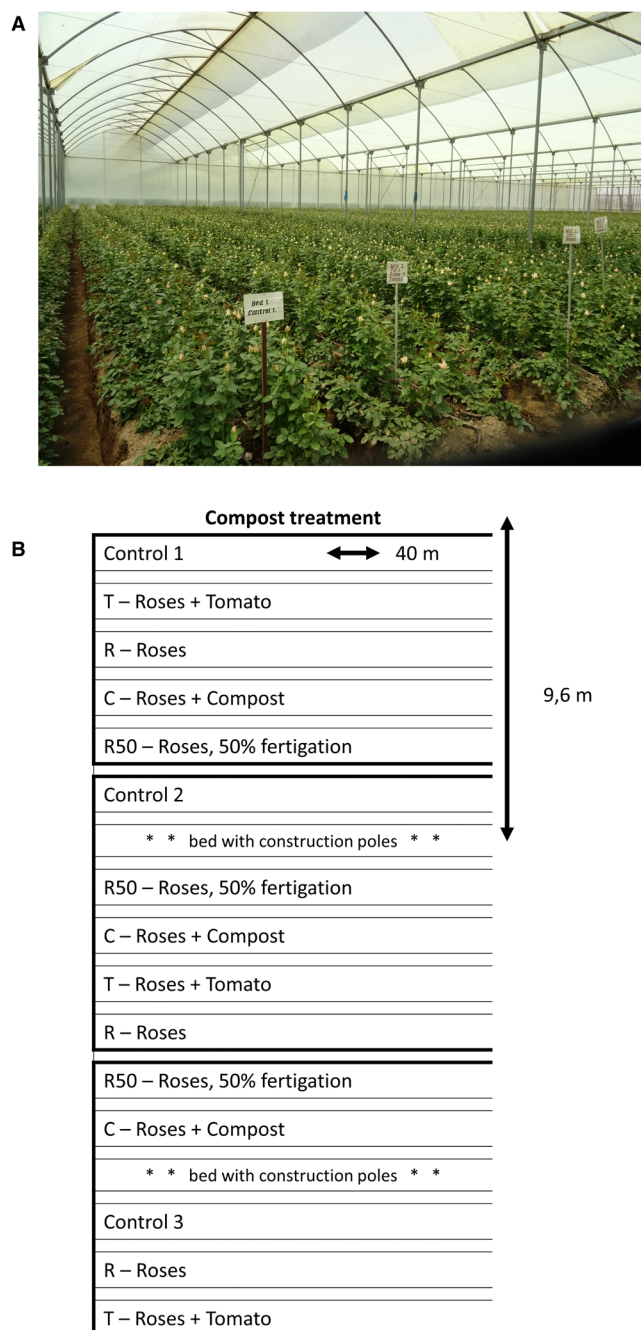 A
Bed 1
Control 1
B
Compost treatment
Control 1
40 m
T – Roses + Tomato
R – Roses
C – Roses + Compost
9,6 m
R50 – Roses, 50% fertigation
Control 2
* * bed with construction poles * *
R50 – Roses, 50% fertigation
C – Roses + Compost
T – Roses + Tomato
R – Roses
R50 – Roses, 50% fertigation
C – Roses + Compost
* * bed with construction poles * *
Control 3
R – Roses
T – Roses + Tomato